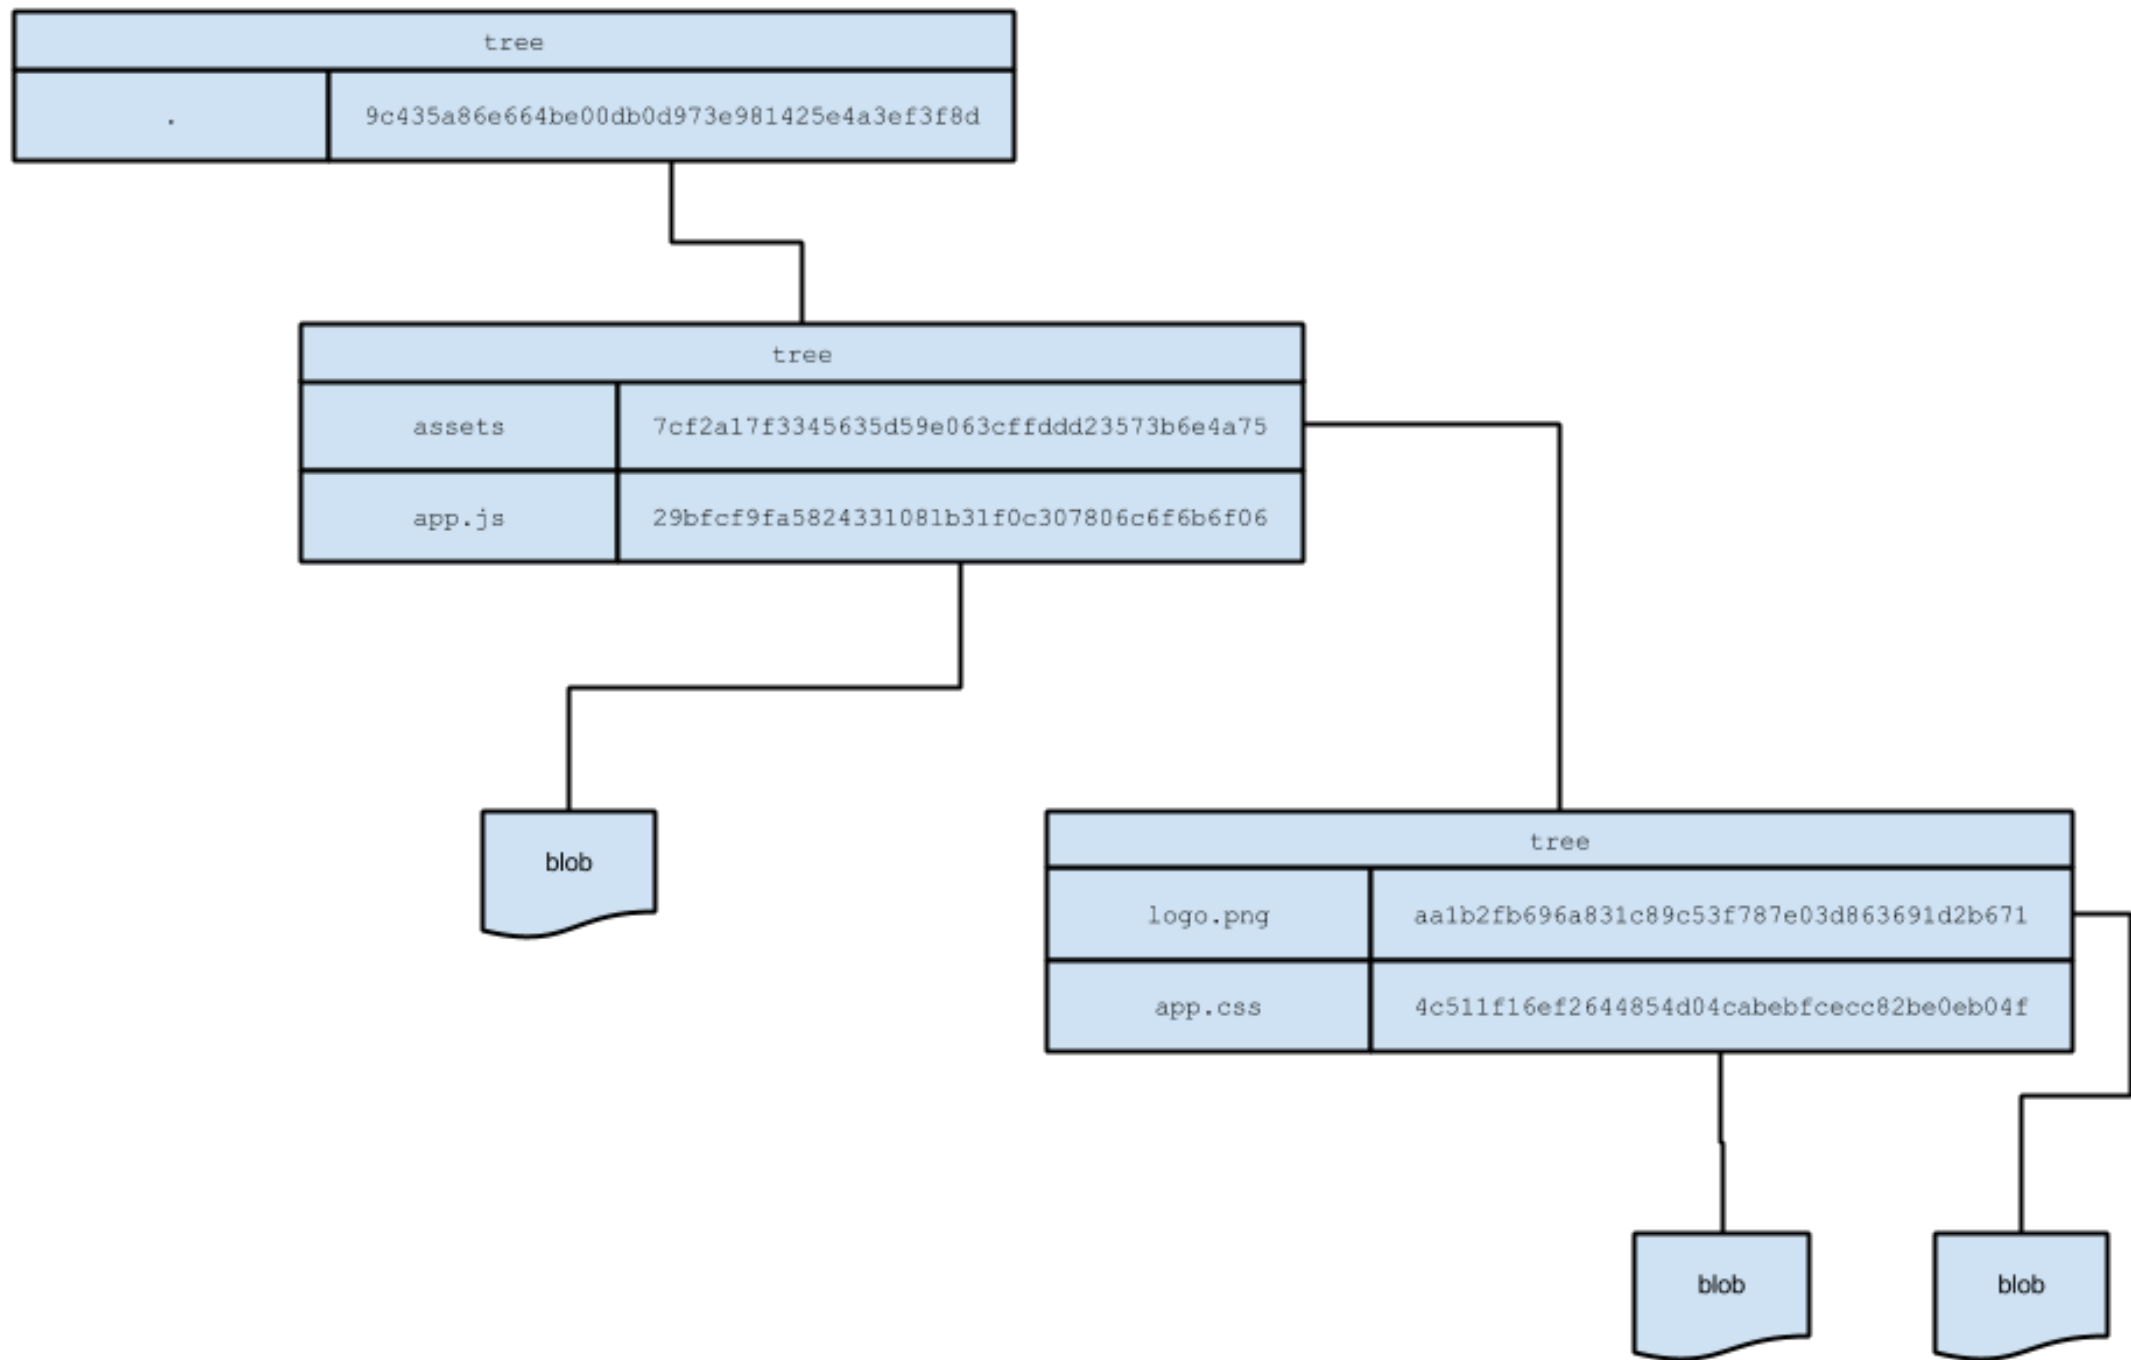 tree
. 9c435a86e664be00db0d973e981425e4a3ef3f8d
tree
assets 7cf2a17f3345635d59e063cffddd23573b6e4a75
app.js 29bfcf9fa5824331081b31f0c307806c6f6b6f06
blob
tree
logo.png aa1b2fb696a831c89c53f787e03d863691d2b671
app.css 4c511f16ef2644854d04cabebfcecc82be0eb04f
blob
blob